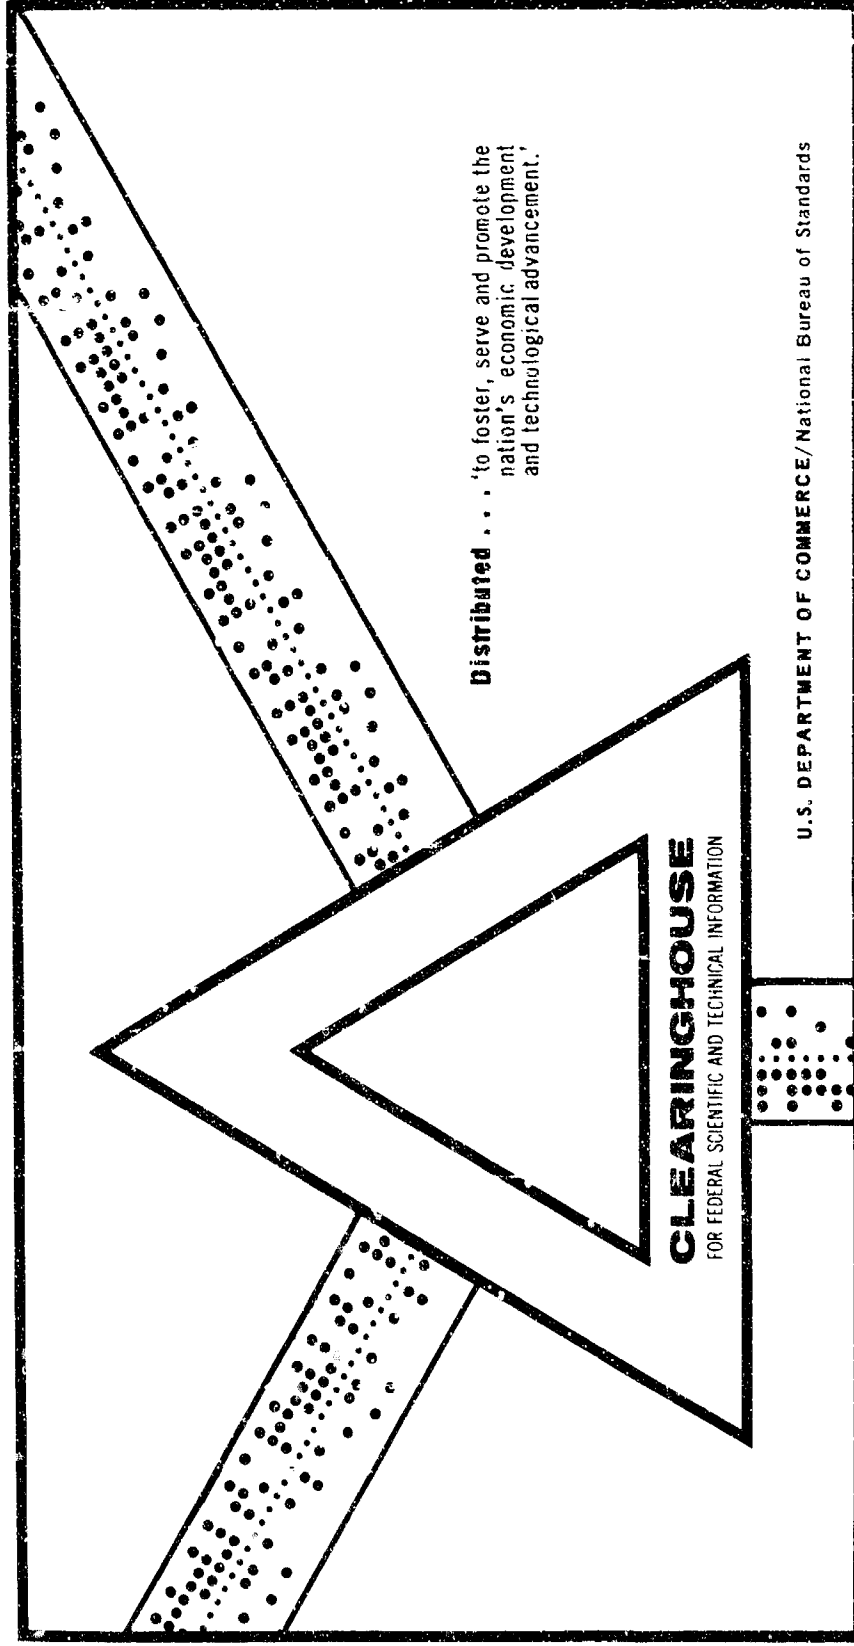 Distributed . . . 'to foster, serve and promote the
nation's economic development
and technological advancement.'
CLEARINGHOUSE
FOR FEDERAL SCIENTIFIC AND TECHNICAL INFORMATION
U.S. DEPARTMENT OF COMMERCE/National Bureau of Standards